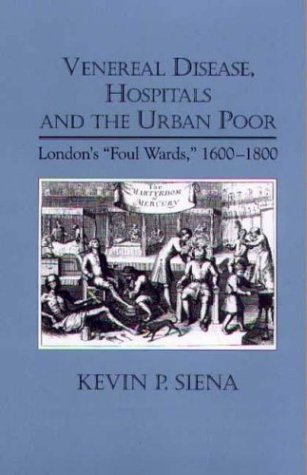 VENEREAL DISEASE,
HOSPITALS
AND THE URBAN POOR
London's "Foul Wards," 1600–1800
The
MARTYRDOM
of
MERCURY
KEVIN P. SIENA